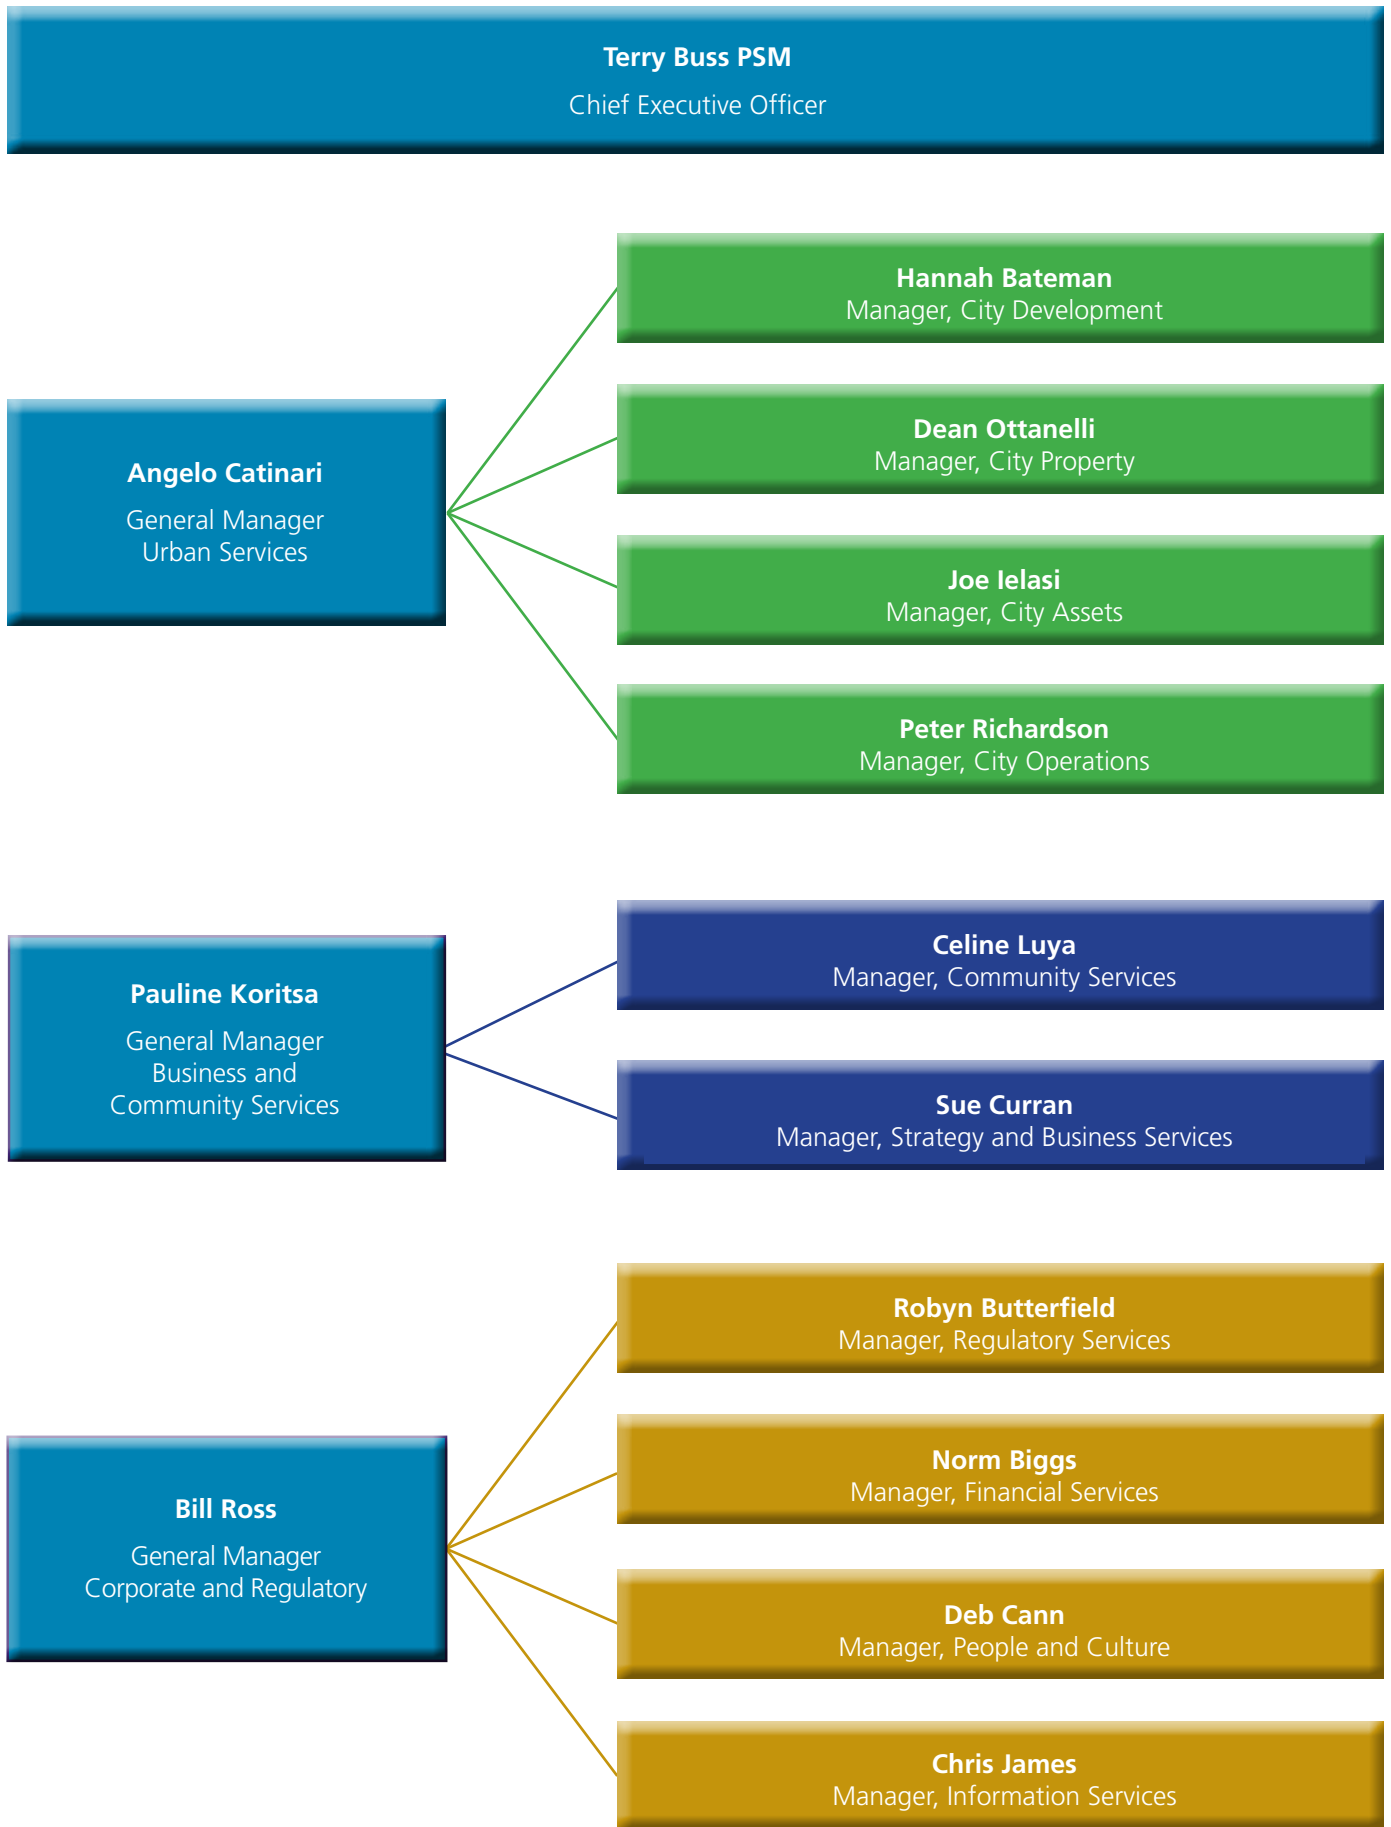 Terry Buss PSM
Chief Executive Officer
Angelo Catinari
General Manager
Urban Services
Hannah Bateman
Manager, City Development
Dean Ottanelli
Manager, City Property
Joe Ielasi
Manager, City Assets
Peter Richardson
Manager, City Operations
Pauline Koritsa
General Manager
Business and
Community Services
Celine Luya
Manager, Community Services
Sue Curran
Manager, Strategy and Business Services
Bill Ross
General Manager
Corporate and Regulatory
Robyn Butterfield
Manager, Regulatory Services
Norm Biggs
Manager, Financial Services
Deb Cann
Manager, People and Culture
Chris James
Manager, Information Services